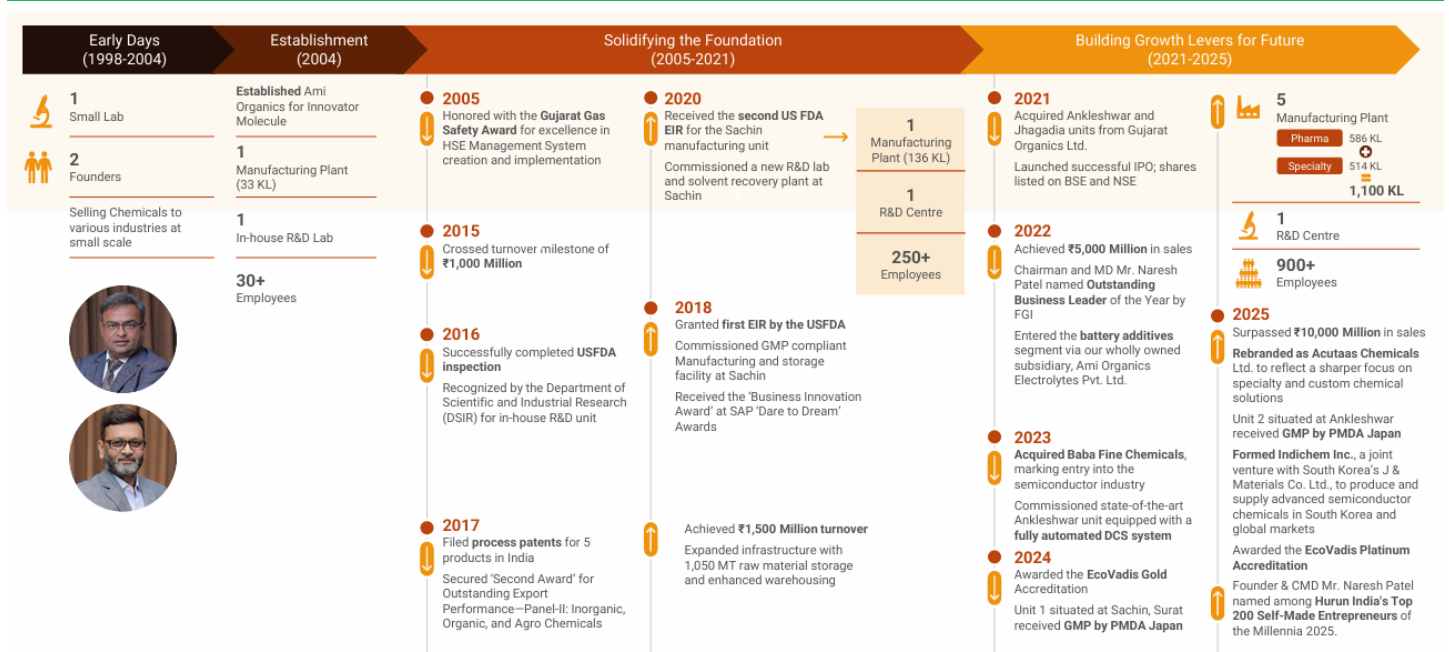 Early Days
(1998-2004)
Establishment
(2004)
Solidifying the Foundation
(2005-2021)
Building Growth Levers for Future
(2021-2025)
1
Small Lab
2
Founders
Selling Chemicals to
various industries at
small scale
Established Ami
Organics for Innovator
Molecule
1
Manufacturing Plant
(33 KL)
1
In-house R&D Lab
30+
Employees
2005
Honored with the Gujarat Gas
Safety Award for excellence in
HSE Management System
creation and implementation
2015
Crossed turnover milestone of
₹1,000 Million
2016
Successfully completed USFDA
inspection
Recognized by the Department of
Scientific and Industrial Research
(DSIR) for in-house R&D unit
2017
Filed process patents for 5
products in India
Secured ‘Second Award’ for
Outstanding Export
Performance—Panel-II: Inorganic,
Organic, and Agro Chemicals
2020
Received the second US FDA
EIR for the Sachin
manufacturing unit
Commissioned a new R&D lab
and solvent recovery plant at
Sachin
2018
Granted first EIR by the USFDA
Commissioned GMP compliant
Manufacturing and storage
facility at Sachin
Received the ‘Business Innovation
Award’ at SAP ‘Dare to Dream’
Awards
Achieved ₹1,500 Million turnover
Expanded infrastructure with
1,050 MT raw material storage
and enhanced warehousing
1
Manufacturing
Plant (136 KL)
1
R&D Centre
250+
Employees
2021
Acquired Ankleshwar and
Jhagadia units from Gujarat
Organics Ltd.
Launched successful IPO; shares
listed on BSE and NSE
2022
Achieved ₹5,000 Million in sales
Chairman and MD Mr. Naresh
Patel named Outstanding
Business Leader of the Year by
FGI
Entered the battery additives
segment via our wholly owned
subsidiary, Ami Organics
Electrolytes Pvt. Ltd.
2023
Acquired Baba Fine Chemicals,
marking entry into the
semiconductor industry
Commissioned state-of-the-art
Ankleshwar unit equipped with a
fully automated DCS system
2024
Awarded the EcoVadis Gold
Accreditation
Unit 1 situated at Sachin, Surat
received GMP by PMDA Japan
5
Manufacturing Plant
Pharma 586 KL
Specialty 514 KL
1,100 KL
1
R&D Centre
900+
Employees
2025
Surpassed ₹10,000 Million in sales
Rebranded as Acutaas Chemicals
Ltd. to reflect a sharper focus on
specialty and custom chemical
solutions
Unit 2 situated at Ankleshwar
received GMP by PMDA Japan
Formed Indichem Inc., a joint
venture with South Korea’s J &
Materials Co. Ltd., to produce and
supply advanced semiconductor
chemicals in South Korea and
global markets
Awarded the EcoVadis Platinum
Accreditation
Founder & CMD Mr. Naresh Patel
named among Hurun India's Top
200 Self-Made Entrepreneurs of
the Millennia 2025.